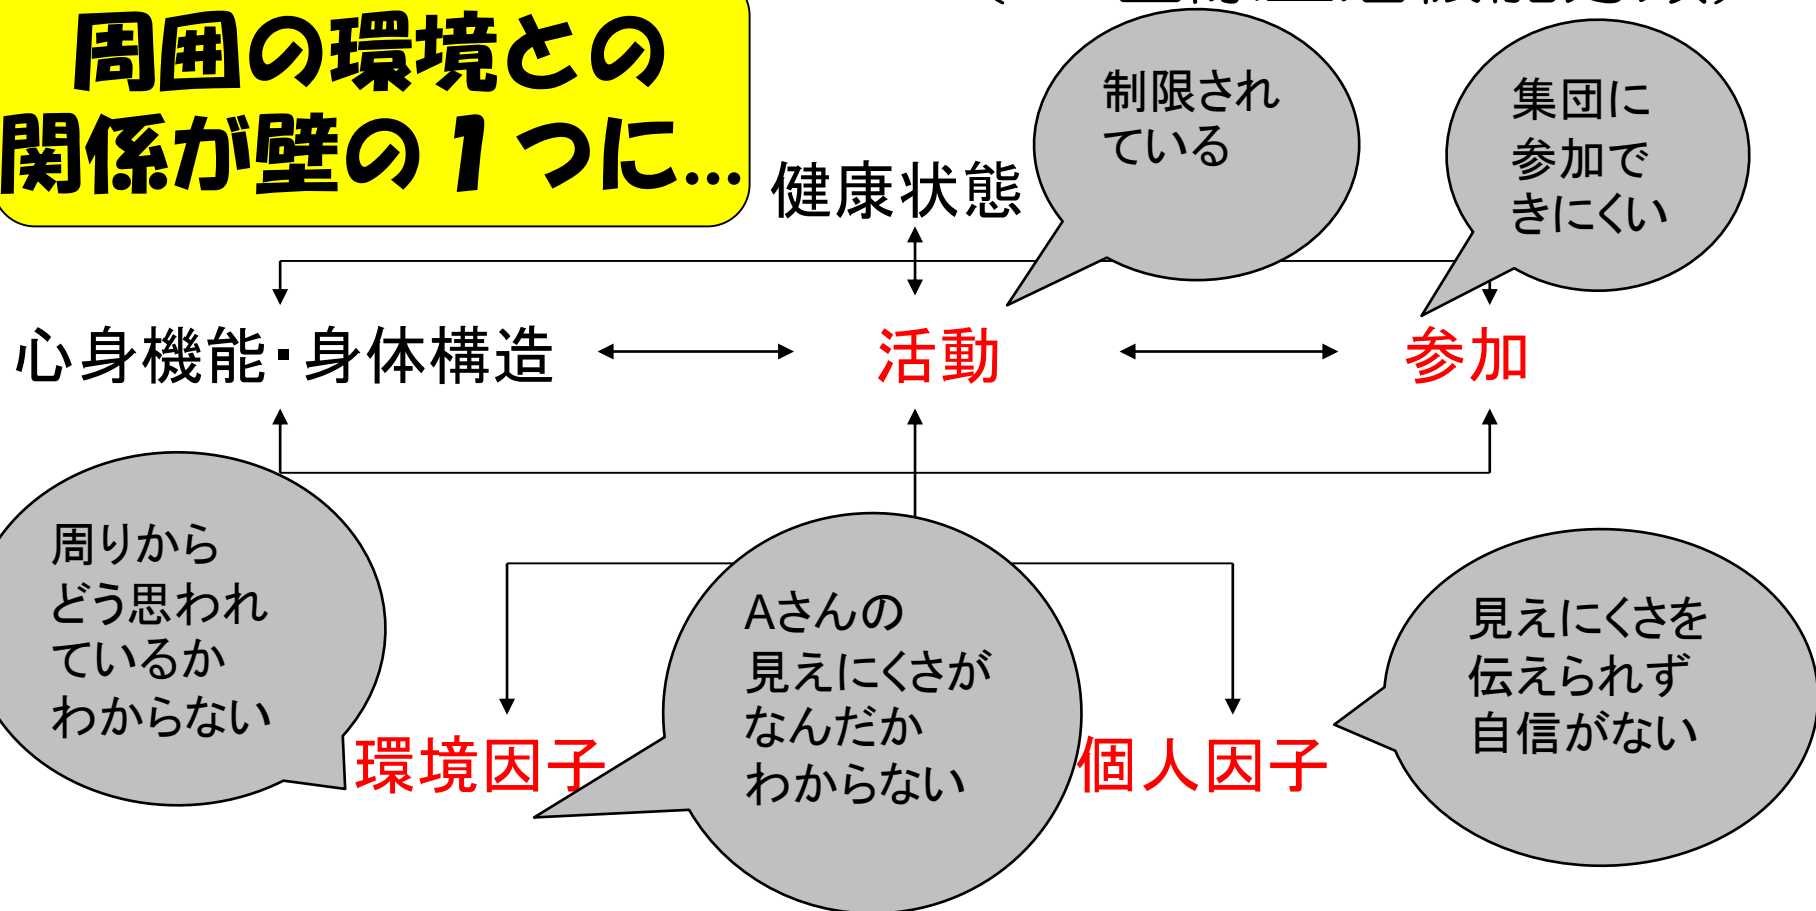 周囲の環境との
関係が壁の１つに…
制限され
ている
集団に
参加で
きにくい
健康状態
心身機能・身体構造
活動
参加
周りから
どう思われ
ているか
わからない
Aさんの
見えにくさが
なんだか
わからない
見えにくさを
伝えられず
自信がない
環境因子
個人因子